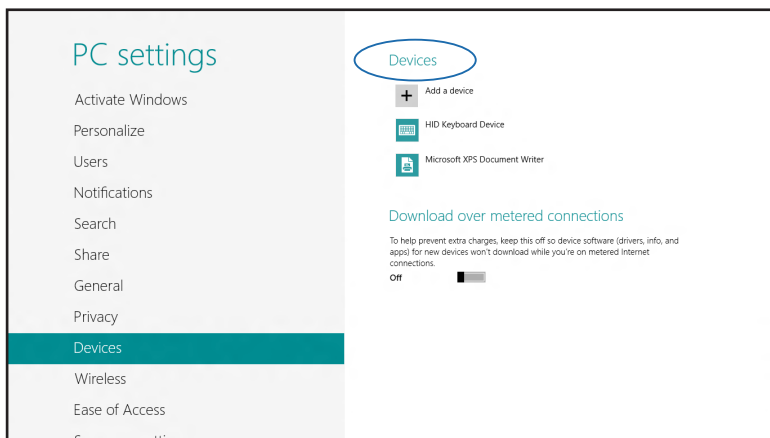 PC settings
Activate Windows
Personalize
Users
Notifications
Search
Share
General
Privacy
Devices
Wireless
Ease of Access
Devices
Add a device
HID Keyboard Device
Microsoft XPS Document Writer
Download over metered connections
To help prevent extra charges, keep this off so device software (drivers, info, and
apps) for new devices won't download while you're on metered Internet
connections.
Off